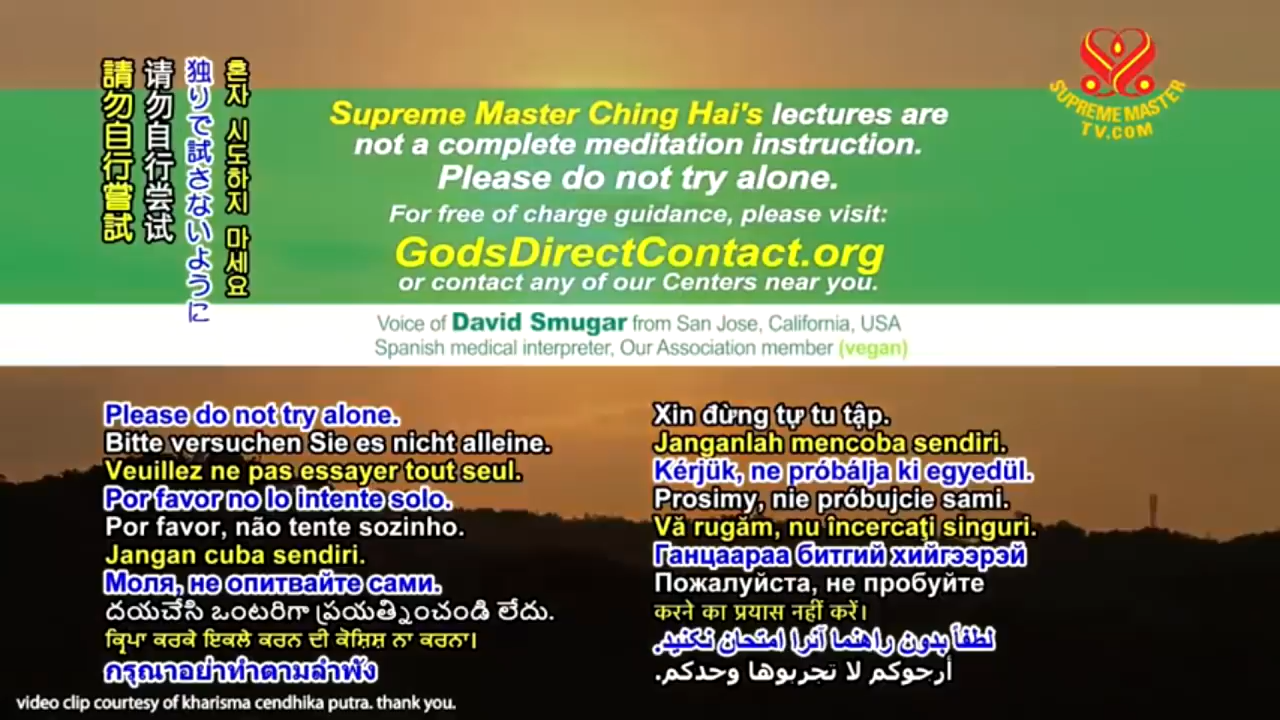 請勿自行嘗試
请勿自行尝试
独りで試さないように
혼자 시도하지 마세요
Supreme Master Ching Hai's lectures are
not a complete meditation instruction.
Please do not try alone.
For free of charge guidance, please visit:
GodsDirectContact.org
or contact any of our Centers near you.
SUPREME MASTER
TV.COM
Voice of David Smugar from San Jose, California, USA
Spanish medical interpreter, Our Association member (vegan)
Please do not try alone.
Bitte versuchen Sie es nicht alleine.
Veuillez ne pas essayer tout seul.
Por favor no lo intente solo.
Por favor, não tente sozinho.
Jangan cuba sendiri.
Моля, не опитвайте сами.
దయచేసి ఒంటరిగా ప్రయత్నించండి లేదు.
ਕ੍ਰਿਪਾ ਕਰਕੇ ਇਕਲੇ ਕਰਨ ਦੀ ਕੋਸ਼ਿਸ਼ ਨਾ ਕਰਨਾ।
กรุณาอย่าทำตามลำพัง
Xin đừng tự tu tập.
Janganlah mencoba sendiri.
Kérjük, ne próbálja ki egyedül.
Prosimy, nie próbujcie sami.
Vă rugăm, nu încercaţi singuri.
Ганцаараа битгий хийгээрэй
Пожалуйста, не пробуйте
करने का प्रयास नहीं करें।
لطفاً بدون راهنما آنرا امتحان نکنید.
أرجوكم لا تجربوها وحدكم.
video clip courtesy of kharisma cendhika putra. thank you.